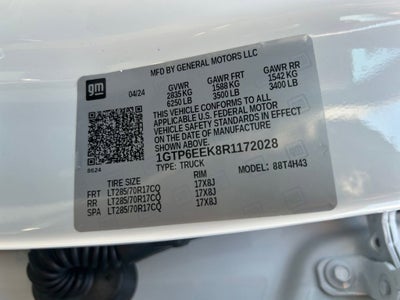 gm
MFD BY GENERAL MOTORS LLC
04/24
GVWR GAWR FRT GAWR RR
2835 KG 1588 KG 1542 KG
6250 LB 3500 LB 3400 LB
THIS VEHICLE CONFORMS TO ALL
APPLICABLE U.S. FEDERAL MOTOR
VEHICLE SAFETY STANDARDS IN EFFECT
ON THE DATE OF MANUFACTURE
SHOWN ABOVE.
1GTP6EEK8R1172028
8624
TYPE: TRUCK MODEL: 88T4H43
TIRE SIZE RIM
FRT LT285/70R17CQ 17X8J
RR LT285/70R17CQ 17X8J
SPA LT285/70R17CQ 17X8J